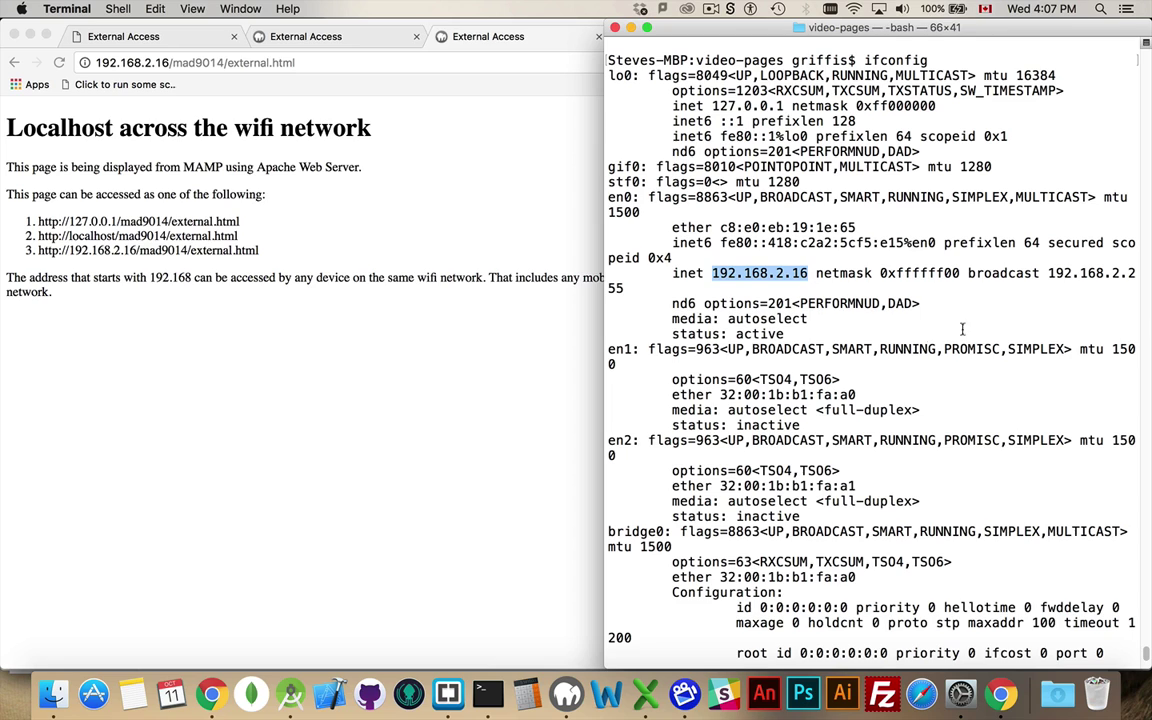 Terminal Shell Edit View Window Help
100% Wed 4:07 PM
External Access
External Access
External Access
192.168.2.16/mad9014/external.html
Apps Click to run some sc..
Localhost across the wifi network
This page is being displayed from MAMP using Apache Web Server.
This page can be accessed as one of the following:
1. http://127.0.0.1/mad9014/external.html
2. http://localhost/mad9014/external.html
3. http://192.168.2.16/mad9014/external.html
The address that starts with 192.168 can be accessed by any device on the same wifi network. That includes any mob
network.
video-pages — -bash — 66×41
Steves-MBP:video-pages griffis$ ifconfig
lo0: flags=8049<UP,LOOPBACK,RUNNING,MULTICAST> mtu 16384
options=1203<RXCSUM,TXCSUM,TXSTATUS,SW_TIMESTAMP>
inet 127.0.0.1 netmask 0xff000000
inet6 ::1 prefixlen 128
inet6 fe80::1%lo0 prefixlen 64 scopeid 0x1
nd6 options=201<PERFORMNUD,DAD>
gif0: flags=8010<POINTOPOINT,MULTICAST> mtu 1280
stf0: flags=0<> mtu 1280
en0: flags=8863<UP,BROADCAST,SMART,RUNNING,SIMPLEX,MULTICAST> mtu
1500
ether c8:e0:eb:19:1e:65
inet6 fe80::418:c2a2:5cf5:e15%en0 prefixlen 64 secured sco
peid 0x4
inet 192.168.2.16 netmask 0xffffff00 broadcast 192.168.2.2
55
nd6 options=201<PERFORMNUD,DAD>
media: autoselect
status: active
en1: flags=963<UP,BROADCAST,SMART,RUNNING,PROMISC,SIMPLEX> mtu 150
0
options=60<TSO4,TSO6>
ether 32:00:1b:b1:fa:a0
media: autoselect <full-duplex>
status: inactive
en2: flags=963<UP,BROADCAST,SMART,RUNNING,PROMISC,SIMPLEX> mtu 150
0
options=60<TSO4,TSO6>
ether 32:00:1b:b1:fa:a1
media: autoselect <full-duplex>
status: inactive
bridge0: flags=8863<UP,BROADCAST,SMART,RUNNING,SIMPLEX,MULTICAST>
mtu 1500
options=63<RXCSUM,TXCSUM,TSO4,TSO6>
ether 32:00:1b:b1:fa:a0
Configuration:
id 0:0:0:0:0:0 priority 0 hellotime 0 fwddelay 0
maxage 0 holdcnt 0 proto stp maxaddr 100 timeout 1
200
root id 0:0:0:0:0:0 priority 0 ifcost 0 port 0
OCT 11 An Ps Ai Fz